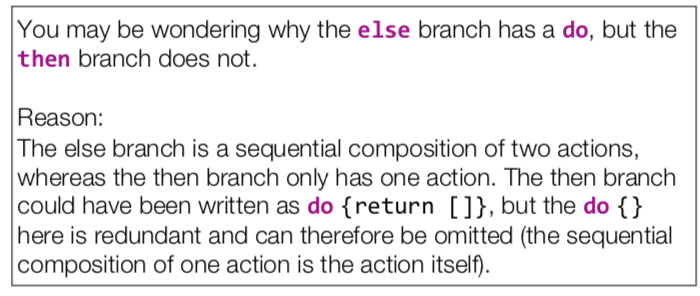 You may be wondering why the else branch has a do, but the
then branch does not.
Reason:
The else branch is a sequential composition of two actions,
whereas the then branch only has one action. The then branch
could have been written as do {return []}, but the do {}
here is redundant and can therefore be omitted (the sequential
composition of one action is the action itself).